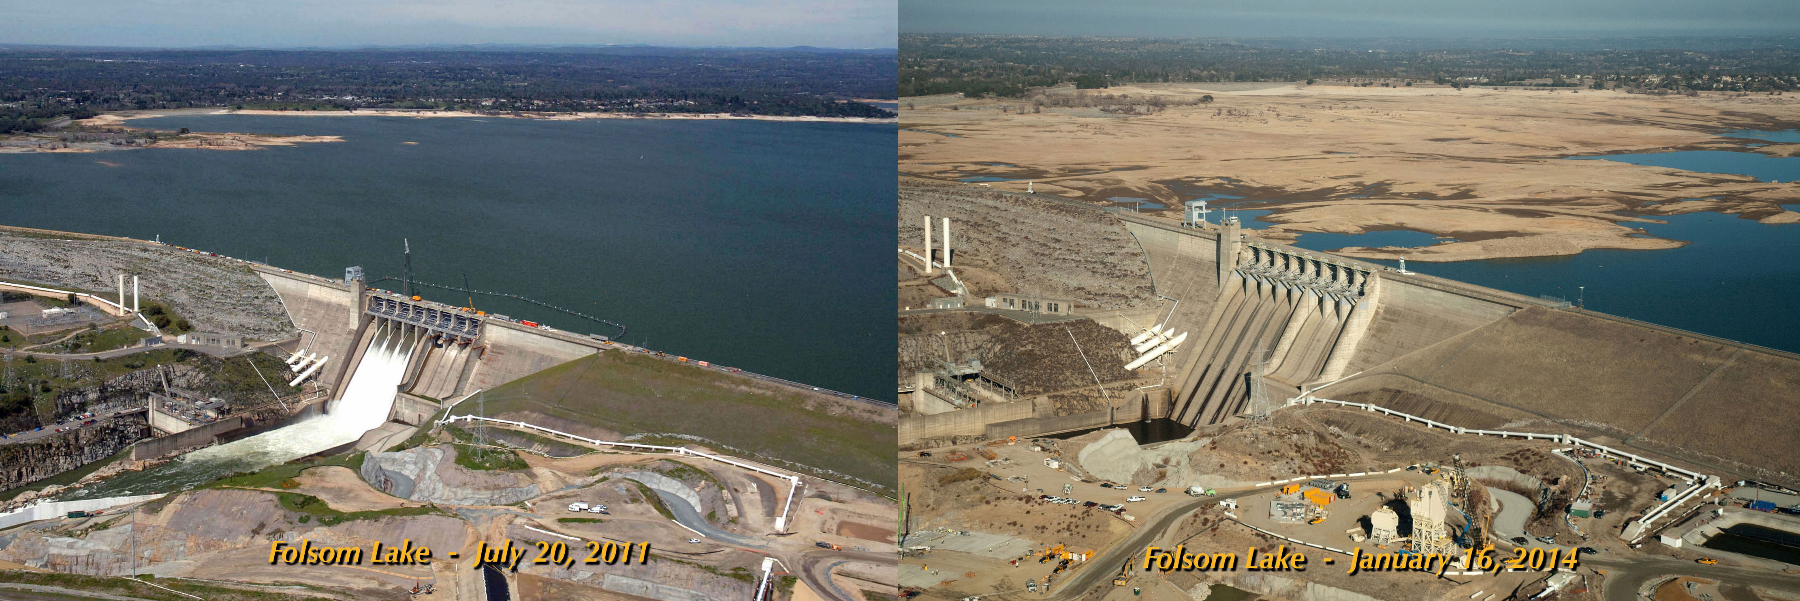 Folsom Lake - July 20, 2011
Folsom Lake - January 16, 2014